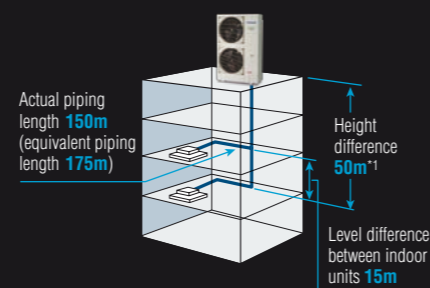 Actual piping
length 150m
(equivalent piping
length 175m)
Height
difference
50m*1
Level difference
between indoor
units 15m